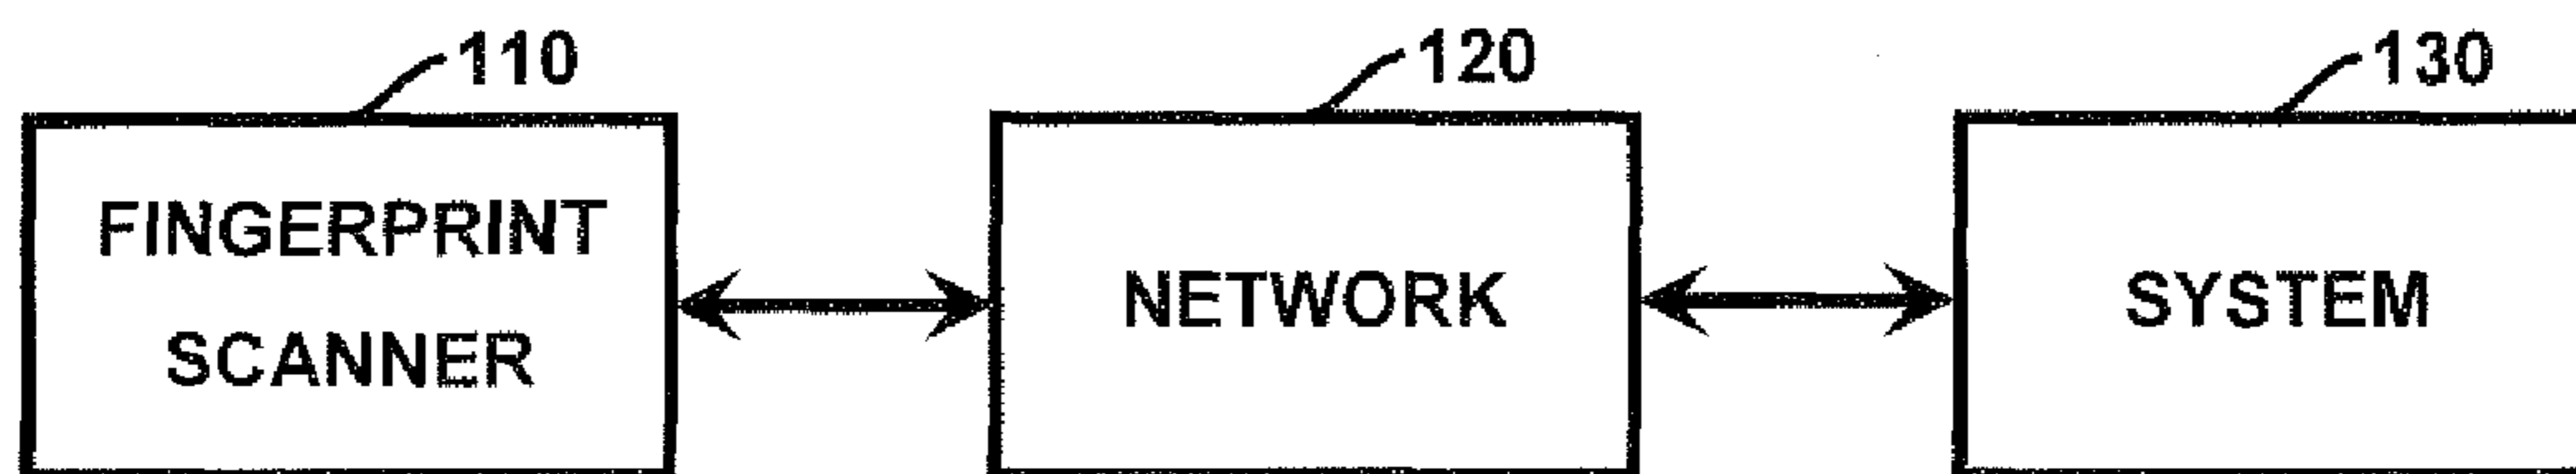 110
120
130
FINGERPRINT
SCANNER
NETWORK
SYSTEM